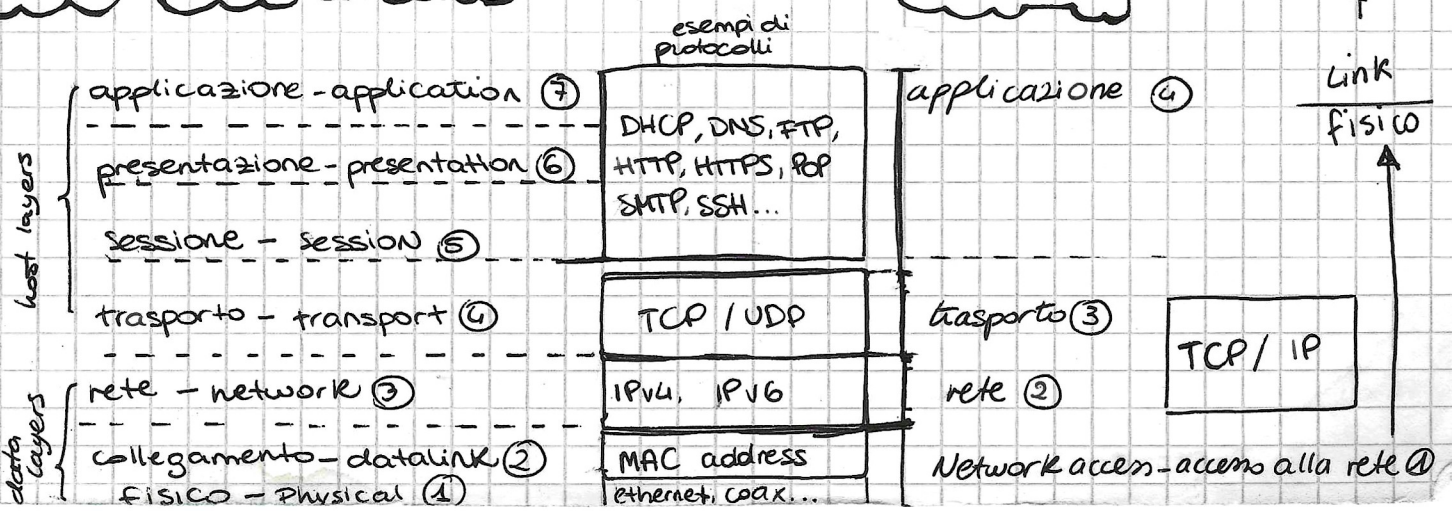 esempi di
protocolli
applicazione - application 7
presentazione - presentation 6
sessione - session 5
trasporto - transport 4
host layers
rete - network 3
collegamento - datalink 2
fisico - Physical 1
data layers
DHCP, DNS, FTP,
HTTP, HTTPS, POP
SMTP, SSH...
TCP / UDP
IPv4, IPv6
MAC address
ethernet, coax...
applicazione 4
trasporto 3
rete 2
Network access - accesso alla rete 1
Link
fisico
TCP / IP